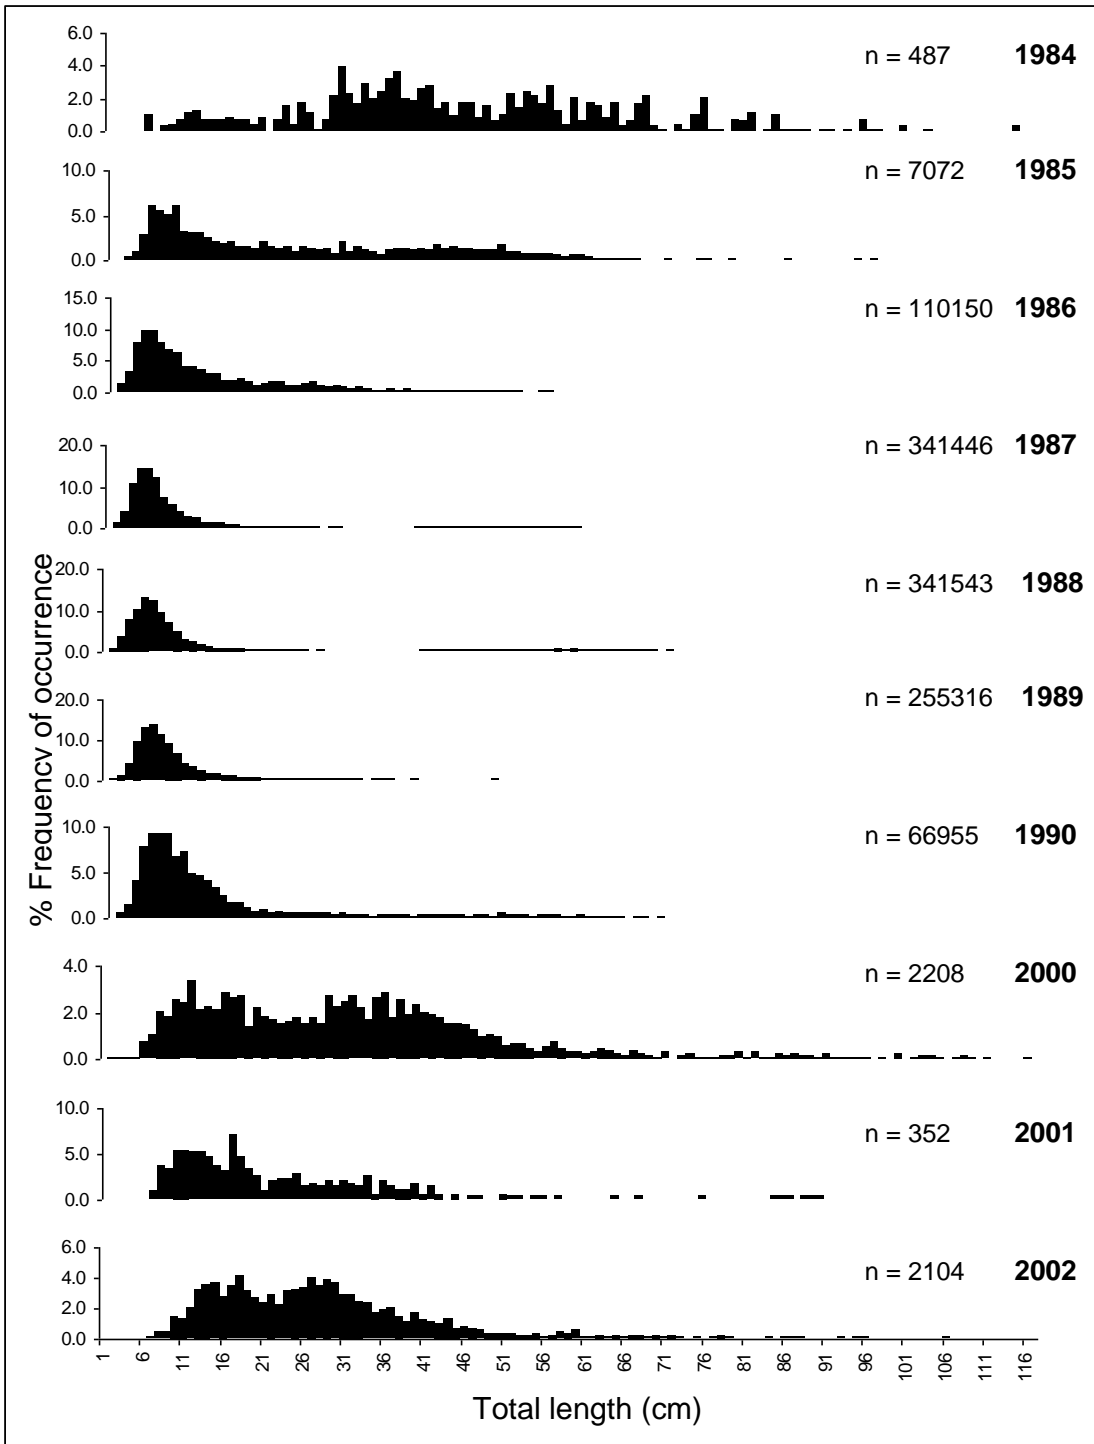 6.0
4.0
2.0
0.0
n = 487 1984
10.0
5.0
0.0
n = 7072 1985
15.0
10.0
5.0
0.0
n = 110150 1986
20.0
10.0
0.0
n = 341446 1987
20.0
10.0
0.0
n = 341543 1988
20.0
10.0
0.0
n = 255316 1989
10.0
5.0
0.0
n = 66955 1990
4.0
2.0
0.0
n = 2208 2000
10.0
5.0
0.0
n = 352 2001
6.0
4.0
2.0
0.0
n = 2104 2002
% Frequency of occurrence
1 6 11 16 21 26 31 36 41 46 51 56 61 66 71 76 81 86 91 96 101 106 111 116
Total length (cm)